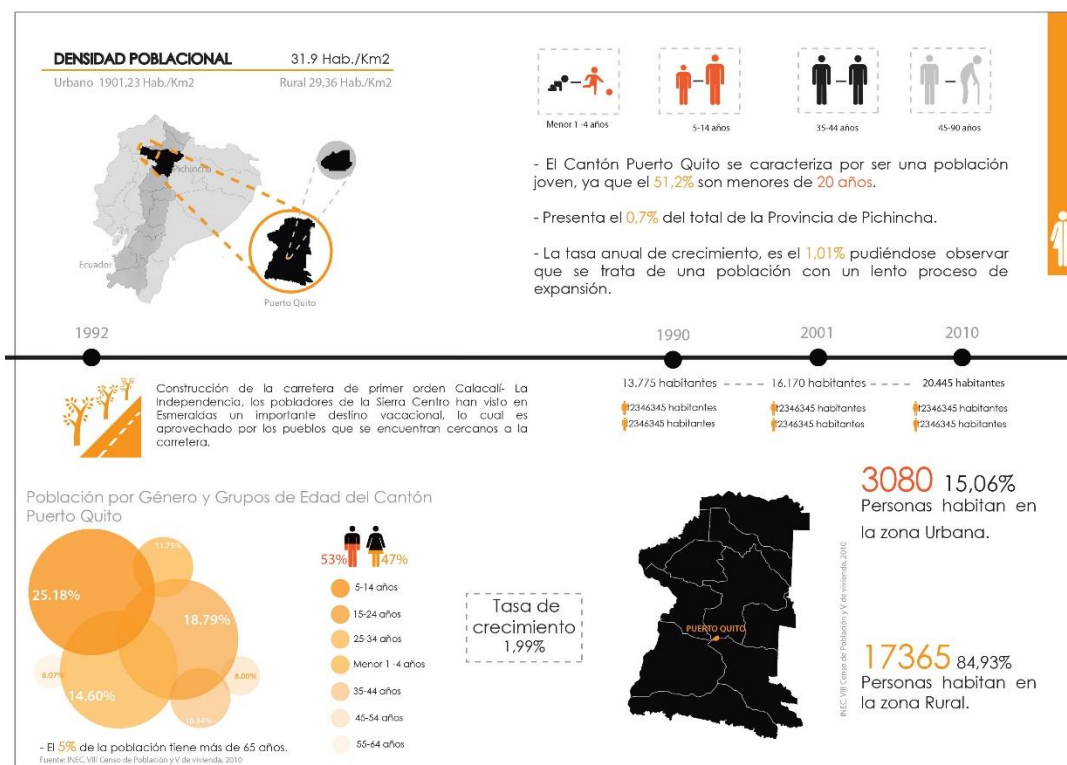 DENSIDAD POBLACIONAL 31.9 Hab./Km2
Urbano 1901,23 Hab./Km2 Rural 29,36 Hab./Km2
Pichincha
Ecuador
Puerto Quito
Menor 1 -4 años
5-14 años
35-44 años
45-90 años
- El Cantón Puerto Quito se caracteriza por ser una población
joven, ya que el 51,2% son menores de 20 años.
- Presenta el 0,7% del total de la Provincia de Pichincha.
- La tasa anual de crecimiento, es el 1,01% pudiéndose observar
que se trata de una población con un lento proceso de
expansión.
1992
1990
2001
2010
Construcción de la carretera de primer orden Calacalí- La
Independencia, los pobladores de la Sierra Centro han visto en
Esmeraldas un importante destino vacacional, lo cual es
aprovechado por los pueblos que se encuentran cercanos a la
carretera.
13.775 habitantes
16.170 habitantes
20.445 habitantes
12346345 habitantes
12346345 habitantes
12346345 habitantes
12346345 habitantes
12346345 habitantes
12346345 habitantes
Población por Género y Grupos de Edad del Cantón
Puerto Quito
11.75%
25.18%
18.79%
8.07%
14.60%
8.00%
53% 47%
5-14 años
15-24 años
25-34 años
Menor 1 -4 años
35-44 años
45-54 años
55-64 años
- El 5% de la población tiene más de 65 años.
Fuente: INEC, VIII Censo de Población y V de vivienda, 2010
Tasa de
crecimiento
1,99%
PUERTO QUITO
INEC, VIII Censo de Población y V de vivienda, 2010
3080 15,06%
Personas habitan en
la zona Urbana.
17365 84,93%
Personas habitan en
la zona Rural.